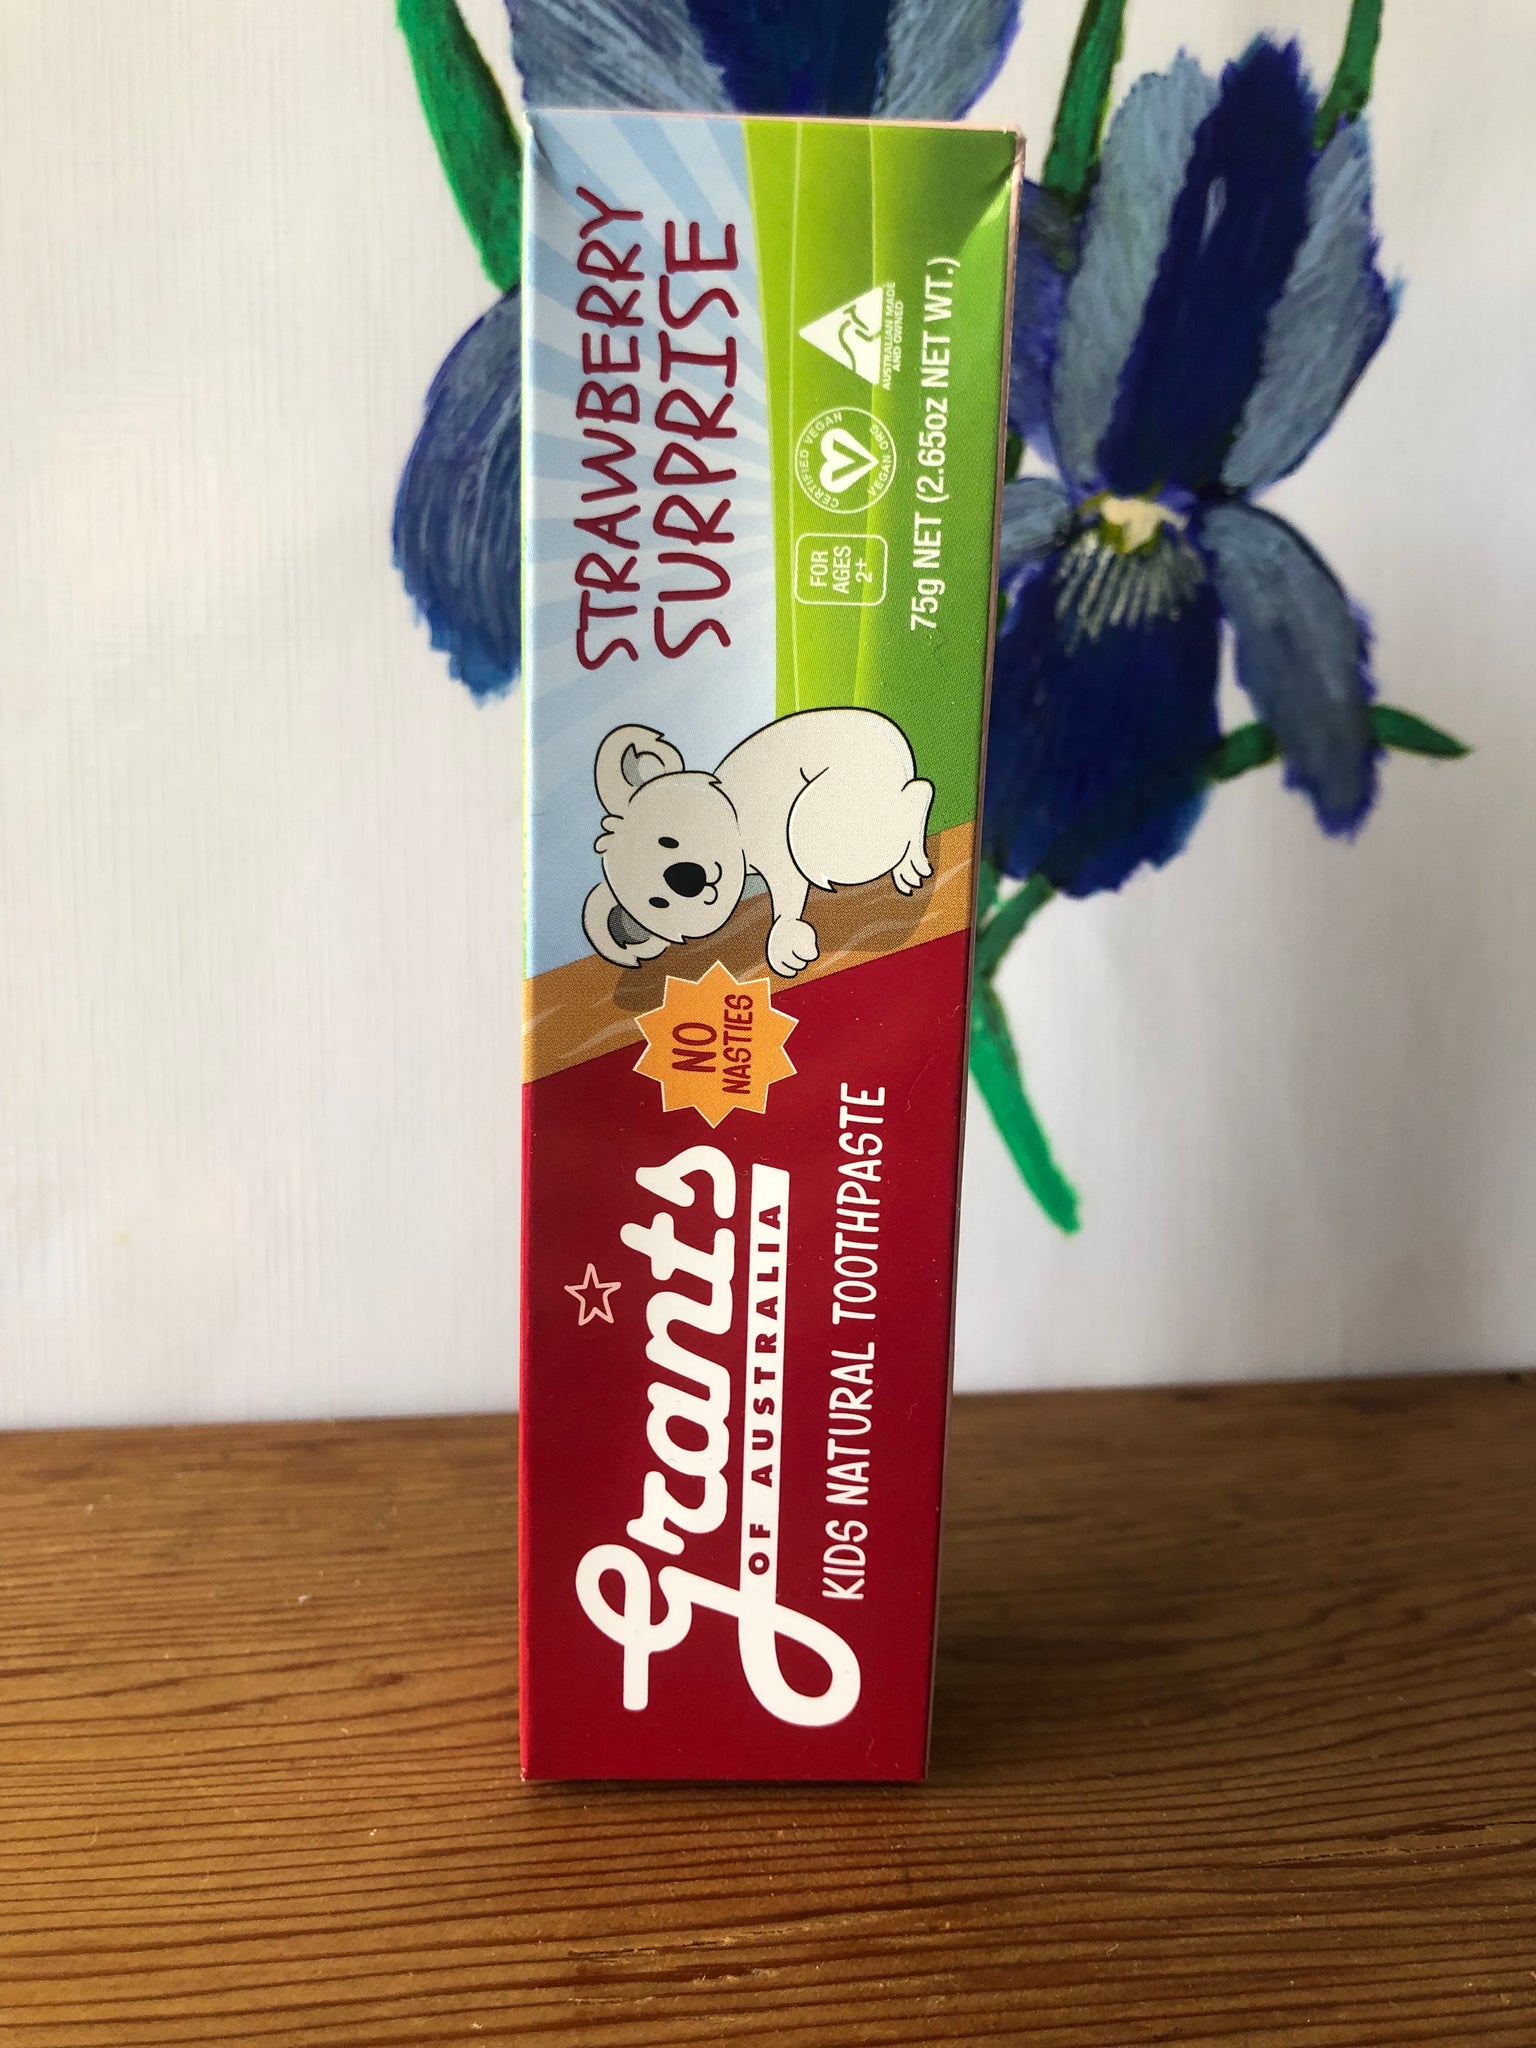 Grants
OF AUSTRALIA
KIDS NATURAL TOOTHPASTE
NO
NASTIES
STRAWBERRY
SURPRISE
FOR
AGES
2+
CERTIFIED VEGAN
VEGAN.ORG
AUSTRALIAN MADE
AND OWNED
75g NET (2.65oz NET WT.)